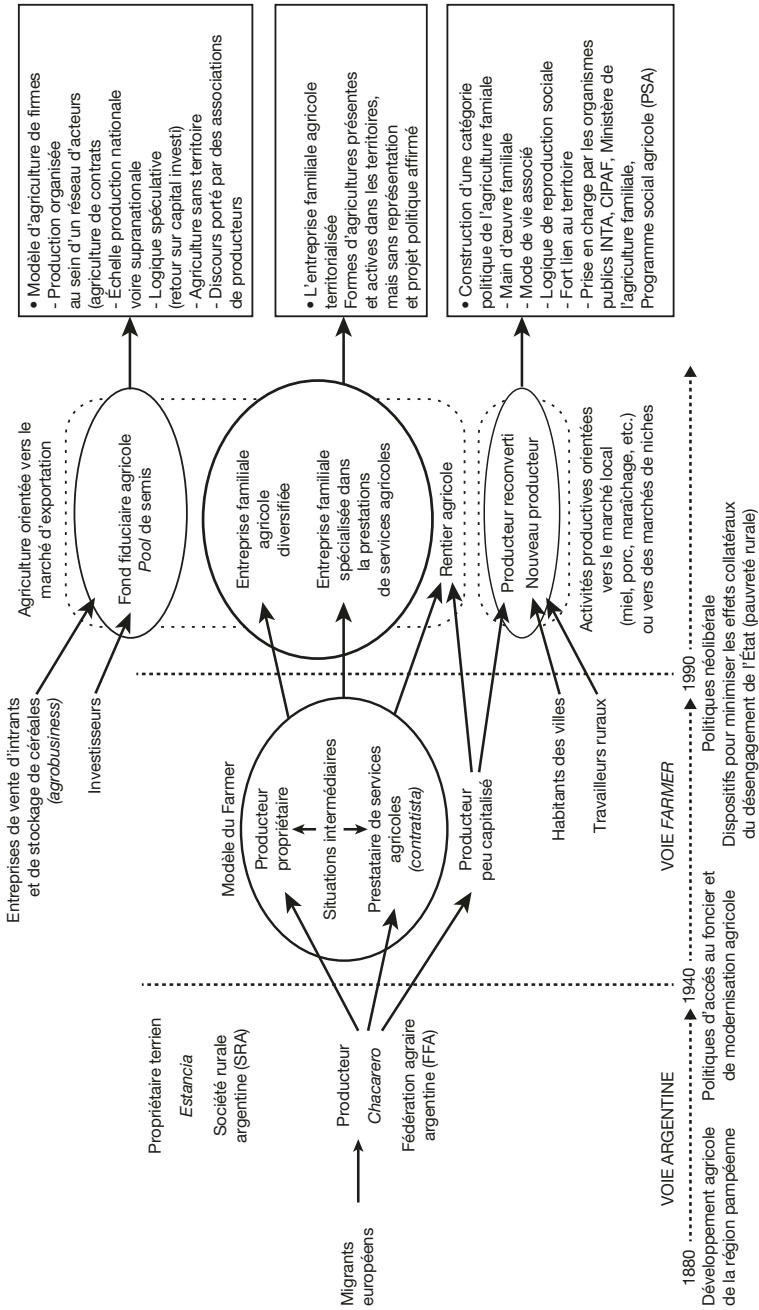 Migrants
européens
Propriétaire terrien
Estancia
Société rurale
argentine (SRA)
Producteur
Chacarero
Fédération agraire
argentine (FFA)
Entreprises de vente d'intrants
et de stockage de céréales
(agrobusiness)
Investisseurs
Modèle du Farmer
Producteur
propriétaire
Situations intermédiaires
Prestataire de services
agricoles
(contratista)
Producteur
peu capitalisé
Habitants des villes
Travailleurs ruraux
Agriculture orientée vers le
marché d'exportation
Fond fiduciaire agricole
Pool de semis
Entreprise familiale
agricole
diversifiée
Entreprise familiale
spécialisée dans
la prestations
de services agricoles
Rentier agricole
Producteur reconverti
Nouveau producteur
Activités productives orientées
vers le marché local
(miel, porc, maraîchage, etc.)
ou vers des marchés de niches
• Modèle d'agriculture de firmes
- Production organisée
au sein d'un réseau d'acteurs
(agriculture de contrats)
- Échelle production nationale
voire supranationale
- Logique spéculative
(retour sur capital investi)
- Agriculture sans territoire
- Discours porté par des associations
de producteurs
• L'entreprise familiale agricole
territorialisée
Formes d'agricultures présentes
et actives dans les territoires,
mais sans représentation
et projet politique affirmé
• Construction d'une catégorie
politique de l'agriculture famiale
- Main d'œuvre familiale
- Mode de vie associé
- Logique de reproduction sociale
- Fort lien au territoire
- Prise en charge par les organismes
publics INTA, CIPAF, Ministère de
l'agriculture familiale,
Programme social agricole (PSA)
VOIE ARGENTINE
VOIE FARMER
1880
1940
1990
Développement agricole
de la région pampéenne
Politiques d'accés au foncier et
de modernisation agricole
Politiques néolibérale
Dispositifs pour minimiser les effets collatéraux
du désengagement de l'État (pauvreté rurale)